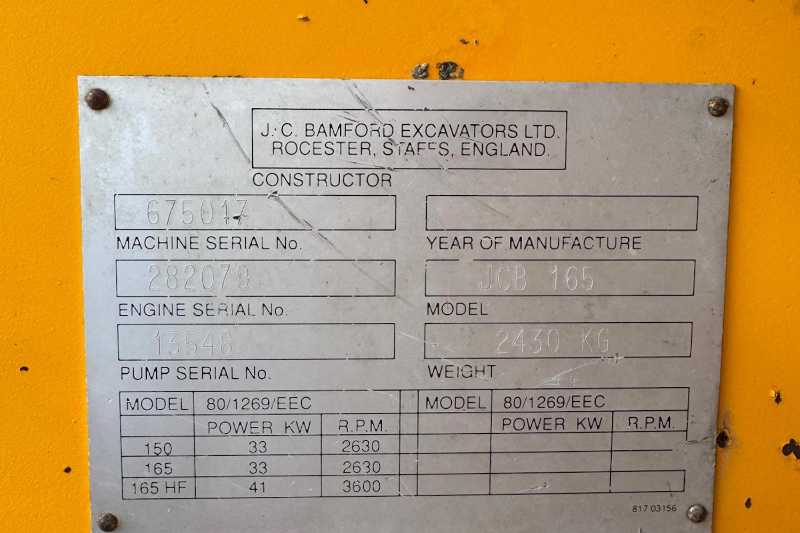 J.C. BAMFORD EXCAVATORS LTD.
ROCESTER, STAFFS, ENGLAND.
CONSTRUCTOR
675017
MACHINE SERIAL No.
YEAR OF MANUFACTURE
282079 JCB 165
ENGINE SERIAL No. MODEL
13548 2430 KG
PUMP SERIAL No. WEIGHT
MODEL 80/1269/EEC MODEL 80/1269/EEC
POWER KW R.P.M. POWER KW R.P.M.
150 33 2630
165 33 2630
165 HF 41 3600
817 03156